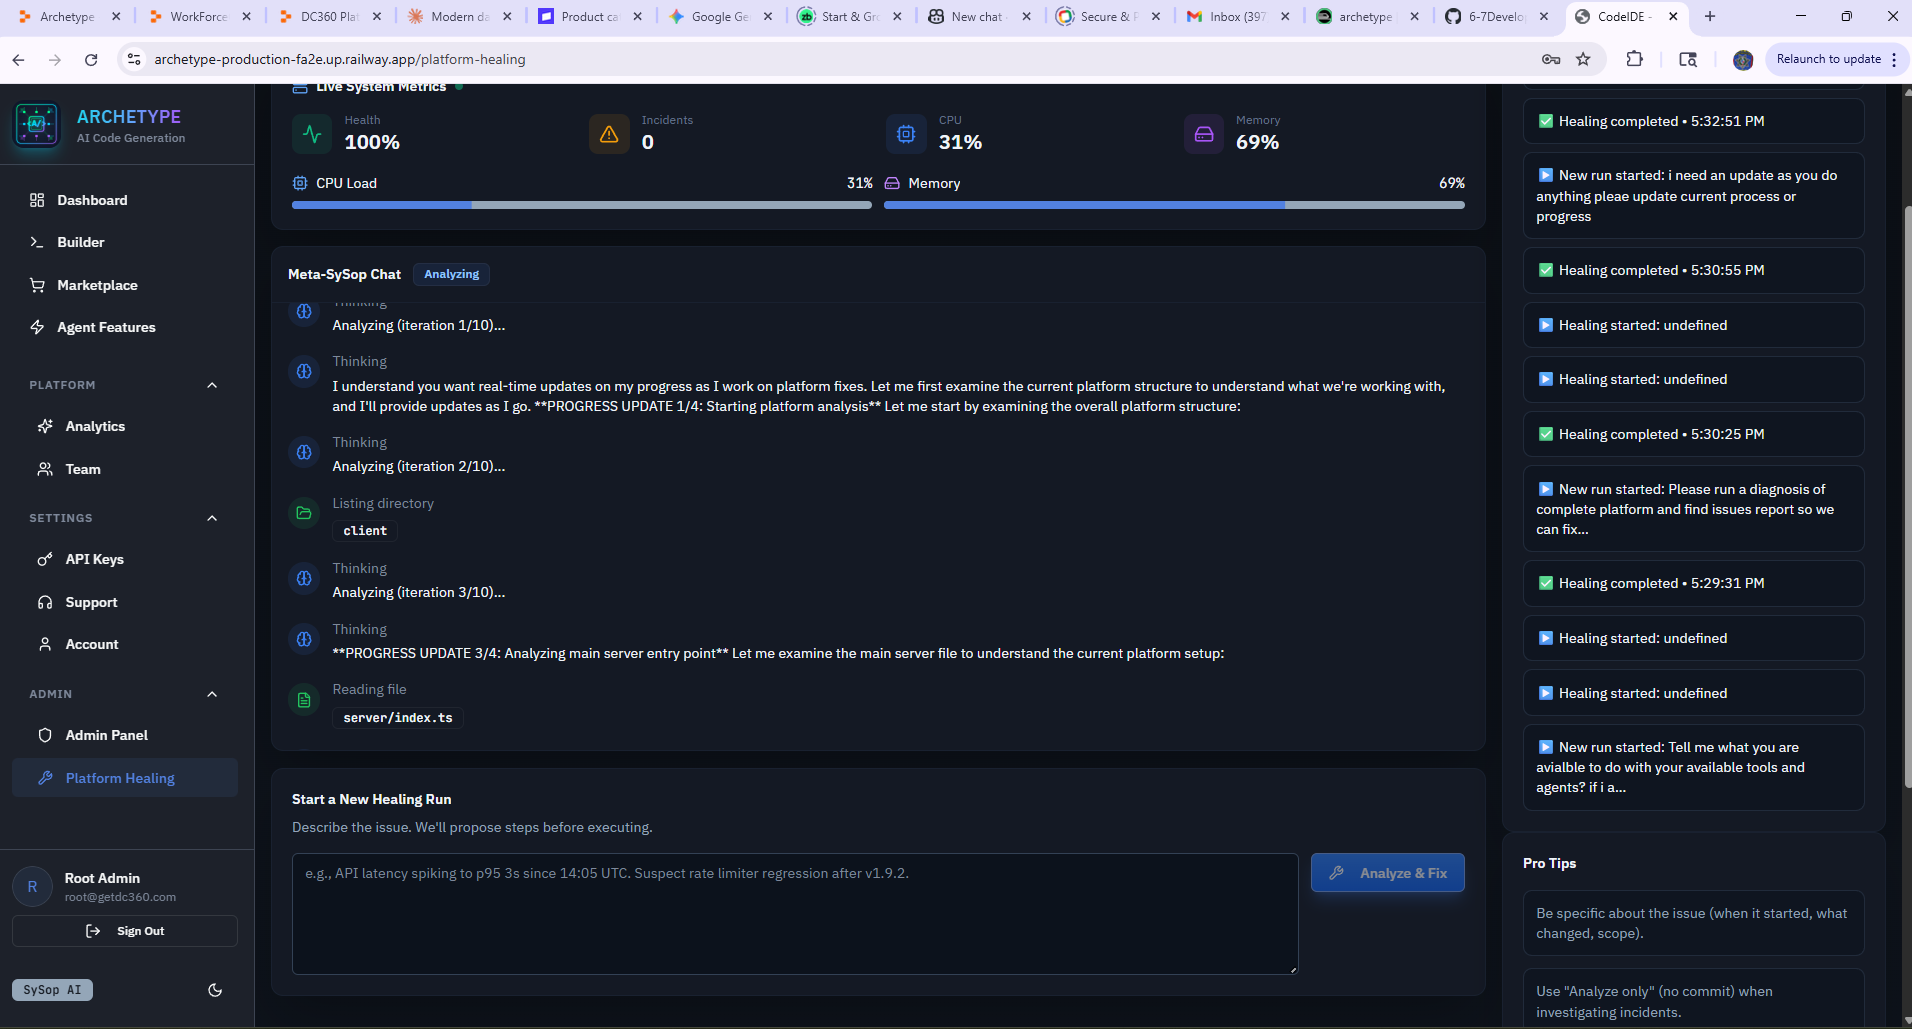 Archetype
WorkForce
DC360 Plat
Modern da
Product ca
Google Ge
Start & Gro
New chat
Secure & P
Inbox (397
archetype
6-7Develo
CodeIDE -
archetype-production-fa2e.up.railway.app/platform-healing
Relaunch to update
ARCHETYPE
AI Code Generation
Dashboard
Builder
Marketplace
Agent Features
PLATFORM
Analytics
Team
SETTINGS
API Keys
Support
Account
ADMIN
Admin Panel
Platform Healing
R
Root Admin
root@getdc360.com
Sign Out
SySop AI
Live System Metrics
Health
100%
Incidents
0
CPU
31%
Memory
69%
CPU Load
31%
Memory
69%
Meta-SySop Chat
Analyzing
Thinking
Analyzing (iteration 1/10)...
Thinking
I understand you want real-time updates on my progress as I work on platform fixes. Let me first examine the current platform structure to understand what we're working with,
and I'll provide updates as I go. **PROGRESS UPDATE 1/4: Starting platform analysis** Let me start by examining the overall platform structure:
Thinking
Analyzing (iteration 2/10)...
Listing directory
client
Thinking
Analyzing (iteration 3/10)...
Thinking
**PROGRESS UPDATE 3/4: Analyzing main server entry point** Let me examine the main server file to understand the current platform setup:
Reading file
server/index.ts
Start a New Healing Run
Describe the issue. We'll propose steps before executing.
e.g., API latency spiking to p95 3s since 14:05 UTC. Suspect rate limiter regression after v1.9.2.
Analyze & Fix
✅ Healing completed • 5:32:51 PM
▶️ New run started: i need an update as you do
anything pleae update current process or
progress
✅ Healing completed • 5:30:55 PM
▶️ Healing started: undefined
▶️ Healing started: undefined
✅ Healing completed • 5:30:25 PM
▶️ New run started: Please run a diagnosis of
complete platform and find issues report so we
can fix...
✅ Healing completed • 5:29:31 PM
▶️ Healing started: undefined
▶️ Healing started: undefined
▶️ New run started: Tell me what you are
avialble to do with your available tools and
agents? if i a...
Pro Tips
Be specific about the issue (when it started, what
changed, scope).
Use "Analyze only" (no commit) when
investigating incidents.